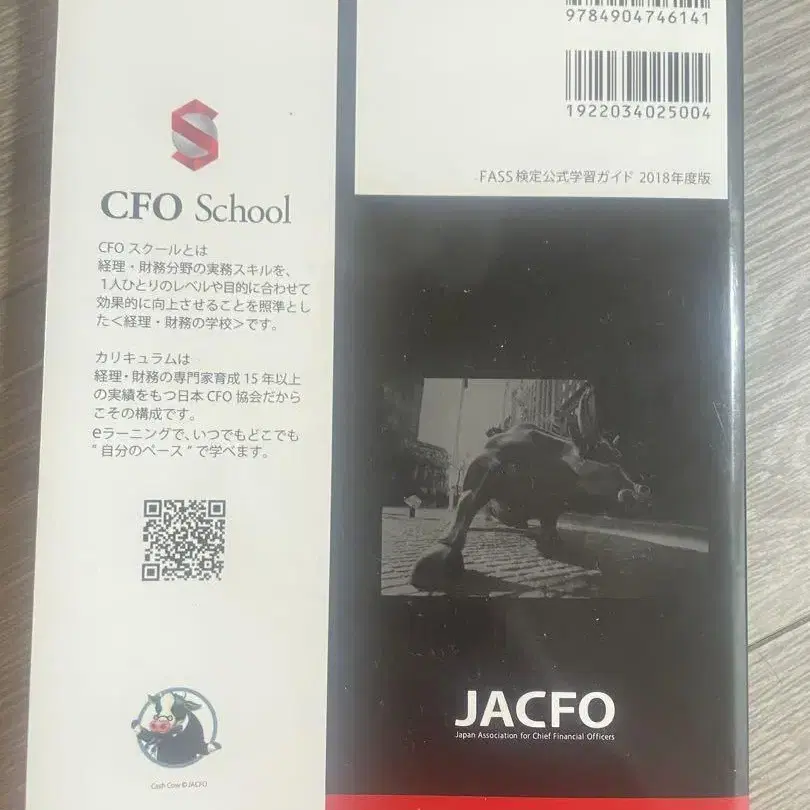 9784904746141
1922034025004
FASS検定公式学習ガイド 2018年度版
S
CFO School
CFO スクールとは
経理・財務分野の実務スキルを、
1人ひとりのレベルや目的に合わせて
効果的に向上させることを照準とし
た<経理・財務の学校>です。
カリキュラムは
経理・財務の専門家育成 15 年以上
の実績をもつ日本 CFO 協会だから
こその構成です。
eラーニングで、いつでもどこでも
“ 自分のペース ” で学べます。
Cash Cow © JACFO
JACFO
Japan Association for Chief Financial Officers